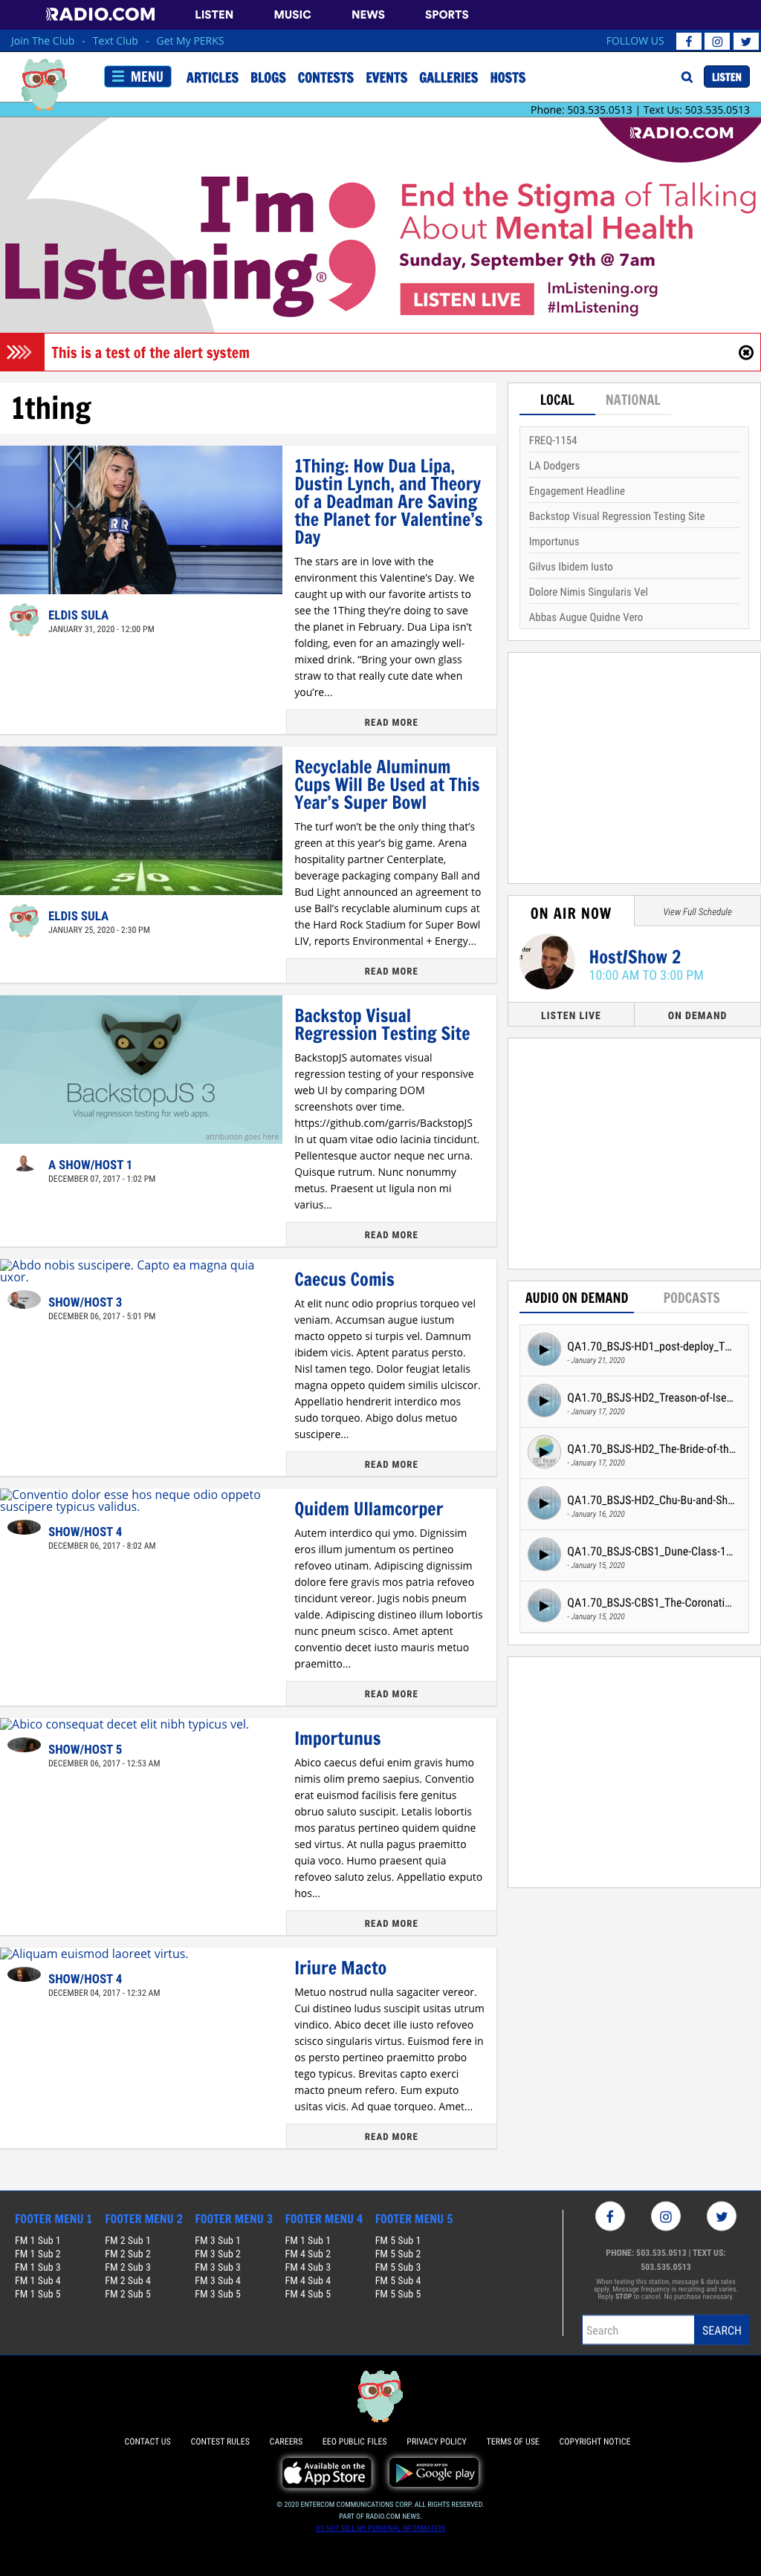 RADIO.COM LISTEN MUSIC NEWS SPORTS
Join The Club - Text Club - Get My PERKS FOLLOW US
MENU ARTICLES BLOGS CONTESTS EVENTS GALLERIES HOSTS LISTEN
Phone: 503.535.0513 | Text Us: 503.535.0513
RADIO.COM
I'm
Listening®
End the Stigma of Talking
About Mental Health
Sunday, September 9th @ 7am
LISTEN LIVE
ImListening.org
#ImListening
This is a test of the alert system
1thing
1Thing: How Dua Lipa,
Dustin Lynch, and Theory
of a Deadman Are Saving
the Planet for Valentine's
Day
The stars are in love with the
environment this Valentine's Day. We
caught up with our favorite artists to
see the 1Thing they're doing to save
the planet in February. Dua Lipa isn't
folding, even for an amazingly well-
mixed drink. "Bring your own glass
straw to that really cute date when
you're...
ELDIS SULA
JANUARY 31, 2020 - 12:00 PM
READ MORE
Recyclable Aluminum
Cups Will Be Used at This
Year's Super Bowl
The turf won't be the only thing that's
green at this year's big game. Arena
hospitality partner Centerplate,
beverage packaging company Ball and
Bud Light announced an agreement to
use Ball's recyclable aluminum cups at
the Hard Rock Stadium for Super Bowl
LIV, reports Environmental + Energy...
5 0
ELDIS SULA
JANUARY 25, 2020 - 2:30 PM
READ MORE
BackstopJS 3
Visual regression testing for web apps.
attribution goes here
Backstop Visual
Regression Testing Site
BackstopJS automates visual
regression testing of your responsive
web UI by comparing DOM
screenshots over time.
https://github.com/garris/BackstopJS
In ut quam vitae odio lacinia tincidunt.
Pellentesque auctor neque nec urna.
Quisque rutrum. Nunc nonummy
metus. Praesent ut ligula non mi
varius...
A SHOW/HOST 1
DECEMBER 07, 2017 - 1:02 PM
READ MORE
Abdo nobis suscipere. Capto ea magna quia
uxor.
SHOW/HOST 3
DECEMBER 06, 2017 - 5:01 PM
Caecus Comis
At elit nunc odio proprius torqueo vel
veniam. Accumsan augue iustum
macto oppeto si turpis vel. Damnum
ibidem vicis. Aptent paratus persto.
Nisl tamen tego. Dolor feugiat letalis
magna oppeto quidem similis ulciscor.
Appellatio hendrerit interdico mos
sudo torqueo. Abigo dolus metuo
suscipere...
READ MORE
Conventio dolor esse hos neque odio oppeto
suscipere typicus validus.
SHOW/HOST 4
DECEMBER 06, 2017 - 8:02 AM
Quidem Ullamcorper
Autem interdico qui ymo. Dignissim
eros illum jumentum os pertineo
refoveo utinam. Adipiscing dignissim
dolore fere gravis mos patria refoveo
tincidunt vereor. Jugis nobis pneum
valde. Adipiscing distineo illum lobortis
nunc pneum scisco. Amet aptent
conventio decet iusto mauris metuo
praemitto...
READ MORE
Abico consequat decet elit nibh typicus vel.
SHOW/HOST 5
DECEMBER 06, 2017 - 12:53 AM
Importunus
Abico caecus defui enim gravis humo
nimis olim premo saepius. Conventio
erat euismod facilisis fere genitus
obruo saluto suscipit. Letalis lobortis
mos paratus pertineo quidem quidne
sed virtus. At nulla pagus praemitto
quia voco. Humo praesent quia
refoveo saluto zelus. Appellatio exputo
hos...
READ MORE
Aliquam euismod laoreet virtus.
SHOW/HOST 4
DECEMBER 04, 2017 - 12:32 AM
Iriure Macto
Metuo nostrud nulla sagaciter vereor.
Cui distineo ludus suscipit usitas utrum
vindico. Abico decet ille iusto refoveo
scisco singularis virtus. Euismod fere in
os persto pertineo praemitto probo
tego typicus. Brevitas capto exerci
macto pneum refero. Eum exputo
usitas vicis. Ad quae torqueo. Amet...
READ MORE
LOCAL NATIONAL
FREQ-1154
LA Dodgers
Engagement Headline
Backstop Visual Regression Testing Site
Importunus
Gilvus Ibidem Iusto
Dolore Nimis Singularis Vel
Abbas Augue Quidne Vero
ON AIR NOW View Full Schedule
Host/Show 2
10:00 AM TO 3:00 PM
LISTEN LIVE ON DEMAND
AUDIO ON DEMAND PODCASTS
QA1.70_BSJS-HD1_post-deploy_T...
- January 21, 2020
QA1.70_BSJS-HD2_Treason-of-Ise...
- January 17, 2020
QA1.70_BSJS-HD2_The-Bride-of-th...
- January 17, 2020
QA1.70_BSJS-HD2_Chu-Bu-and-Sh...
- January 16, 2020
QA1.70_BSJS-CBS1_Dune-Class-1...
- January 15, 2020
QA1.70_BSJS-CBS1_The-Coronati...
- January 15, 2020
FOOTER MENU 1 FOOTER MENU 2 FOOTER MENU 3 FOOTER MENU 4 FOOTER MENU 5
FM 1 Sub 1 FM 2 Sub 1 FM 3 Sub 1 FM 1 Sub 1 FM 5 Sub 1
FM 1 Sub 2 FM 2 Sub 2 FM 3 Sub 2 FM 4 Sub 2 FM 5 Sub 2
FM 1 Sub 3 FM 2 Sub 3 FM 3 Sub 3 FM 4 Sub 3 FM 5 Sub 3
FM 1 Sub 4 FM 2 Sub 4 FM 3 Sub 4 FM 4 Sub 4 FM 5 Sub 4
FM 1 Sub 5 FM 2 Sub 5 FM 3 Sub 5 FM 4 Sub 5 FM 5 Sub 5
PHONE: 503.535.0513 | TEXT US:
503.535.0513
When texting this station, message & data rates
apply. Message frequency is recurring and varies.
Reply STOP to cancel. No purchase necessary.
Search SEARCH
CONTACT US CONTEST RULES CAREERS EEO PUBLIC FILES PRIVACY POLICY TERMS OF USE COPYRIGHT NOTICE
Available on the
App Store
ANDROID APP ON
Google play
© 2020 ENTERCOM COMMUNICATIONS CORP. ALL RIGHTS RESERVED.
PART OF RADIO.COM NEWS.
DO NOT SELL MY PERSONAL INFORMATION